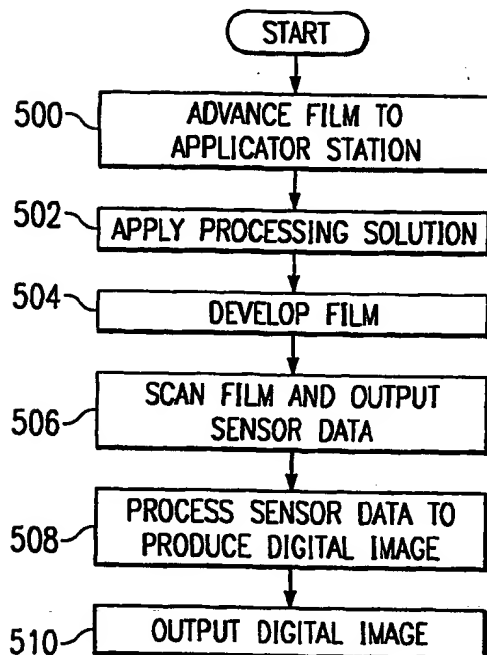 START
500
ADVANCE FILM TO
APPLICATOR STATION
502
APPLY PROCESSING SOLUTION
504
DEVELOP FILM
506
SCAN FILM AND OUTPUT
SENSOR DATA
508
PROCESS SENSOR DATA TO
PRODUCE DIGITAL IMAGE
510
OUTPUT DIGITAL IMAGE